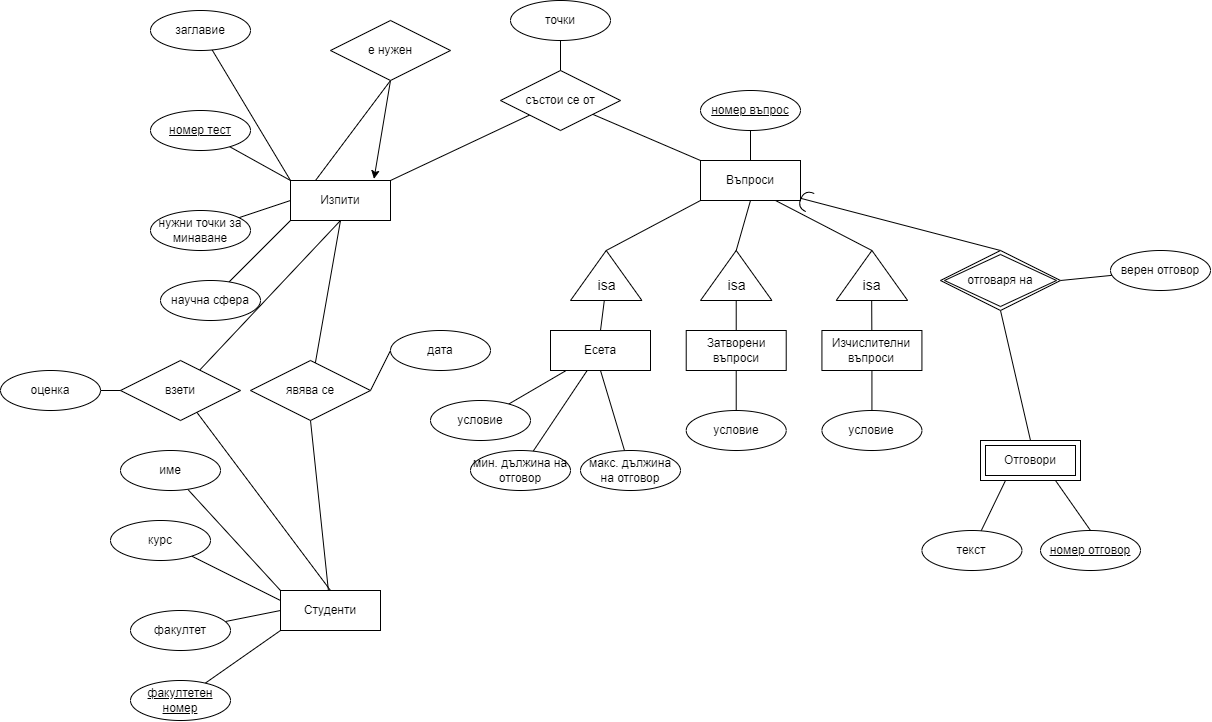 точки
заглавие
е нужен
състои се от
номер въпрос
номер тест
Въпроси
Изпити
нужни точки за
минаване
научна сфера
isa
isa
isa
отговаря на
верен отговор
Есета
Затворени
въпроси
Изчислителни
въпроси
дата
оценка
взети
явява се
условие
условие
условие
име
мин. дължина на
отговор
макс. дължина
на отговор
Отговори
курс
текст
номер отговор
Студенти
факултет
факултетен
номер